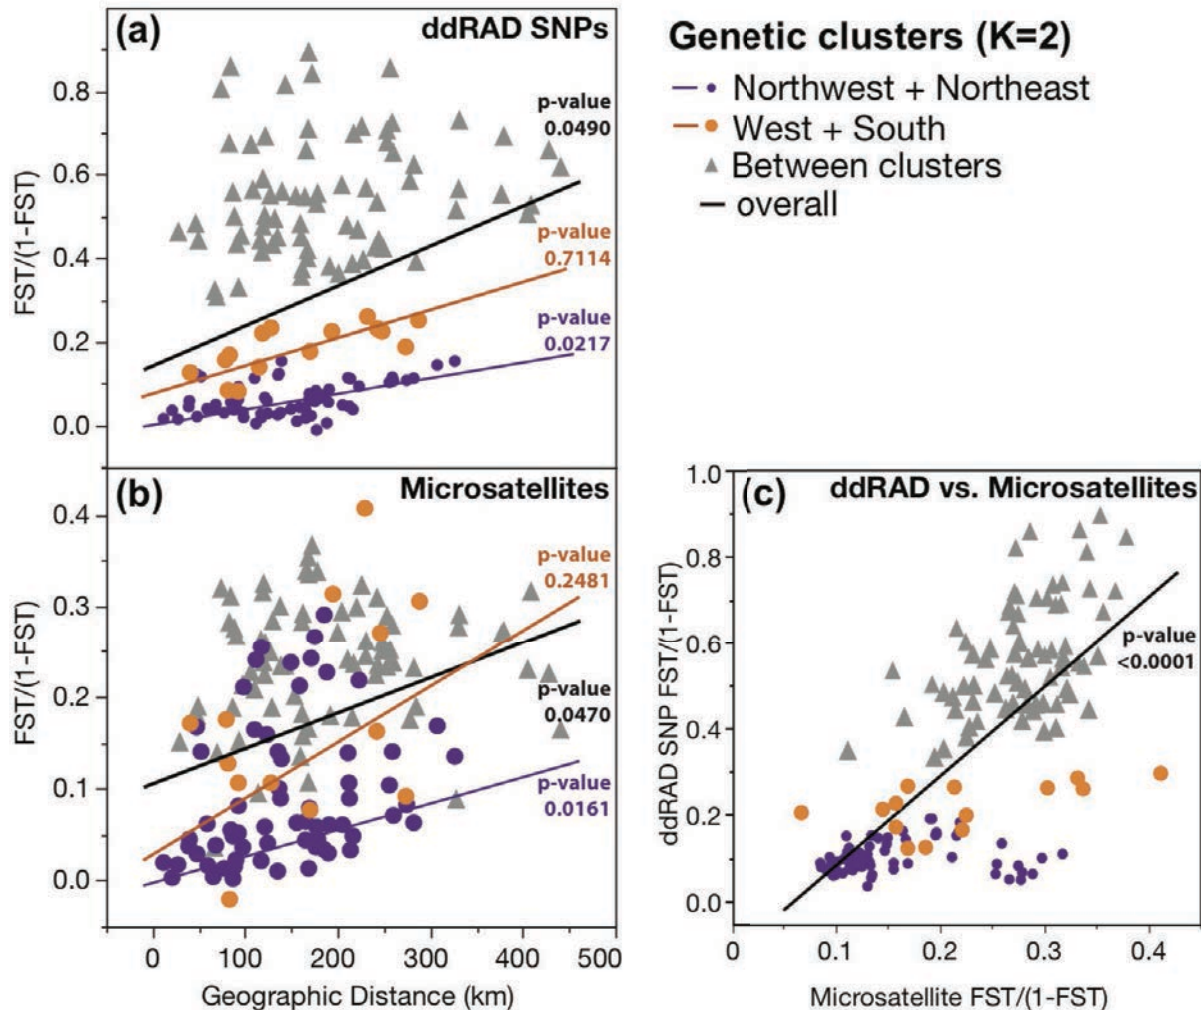 (a) ddRAD SNPs
p-value
0.0490
p-value
0.7114
p-value
0.0217
FST/(1-FST)
0.8
0.6
0.4
0.2
0.0
Genetic clusters (K=2)
Northwest + Northeast
West + South
Between clusters
overall
(b) Microsatellites
p-value
0.2481
p-value
0.0470
p-value
0.0161
FST/(1-FST)
0.4
0.3
0.2
0.1
0.0
0 100 200 300 400 500
Geographic Distance (km)
(c) ddRAD vs. Microsatellites
p-value
<0.0001
ddRAD SNP FST/(1-FST)
1.0
0.8
0.6
0.4
0.2
0.0
0 0.1 0.2 0.3 0.4
Microsatellite FST/(1-FST)